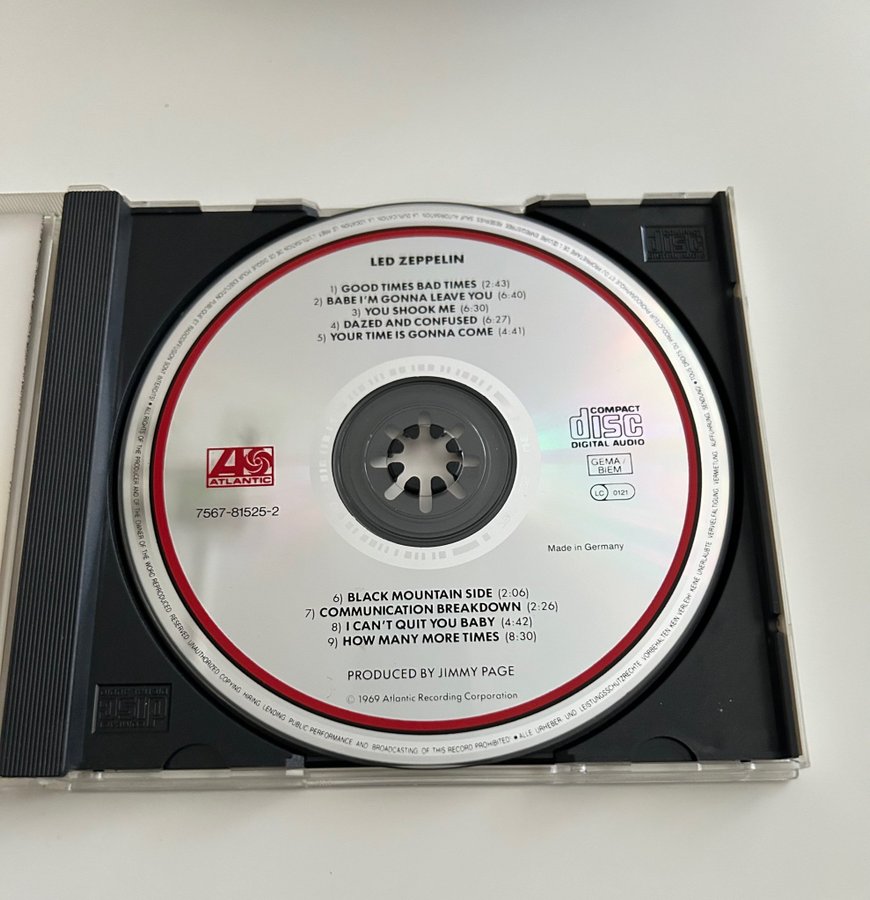 LED ZEPPELIN
1) GOOD TIMES BAD TIMES (2:43)
2) BABE I'M GONNA LEAVE YOU (6:40)
3) YOU SHOOK ME (6:30)
4) DAZED AND CONFUSED (6:27)
5) YOUR TIME IS GONNA COME (4:41)
ATLANTIC
7567-81525-2
COMPACT
disc
DIGITAL AUDIO
GEMA/
BIEM
LC 0121
Made in Germany
6) BLACK MOUNTAIN SIDE (2:06)
7) COMMUNICATION BREAKDOWN (2:26)
8) I CAN'T QUIT YOU BABY (4:42)
9) HOW MANY MORE TIMES (8:30)
PRODUCED BY JIMMY PAGE
© 1969 Atlantic Recording Corporation
ALL RIGHTS OF THE PRODUCER AND OF THE OWNER OF THE WORK REPRODUCED RESERVED UNAUTHORIZED COPYING, HIRING, LENDING, PUBLIC PERFORMANCE AND BROADCASTING OF THIS RECORD PROHIBITED • ALLE URHEBER- UND LEISTUNGSSCHUTZRECHTE VORBEHALTEN KEIN VERLEIH! KEINE UNERLAUBTE VERVIELFÄLTIGUNG, VERMIETUNG, AUFFÜHRUNG, SENDUNG! •